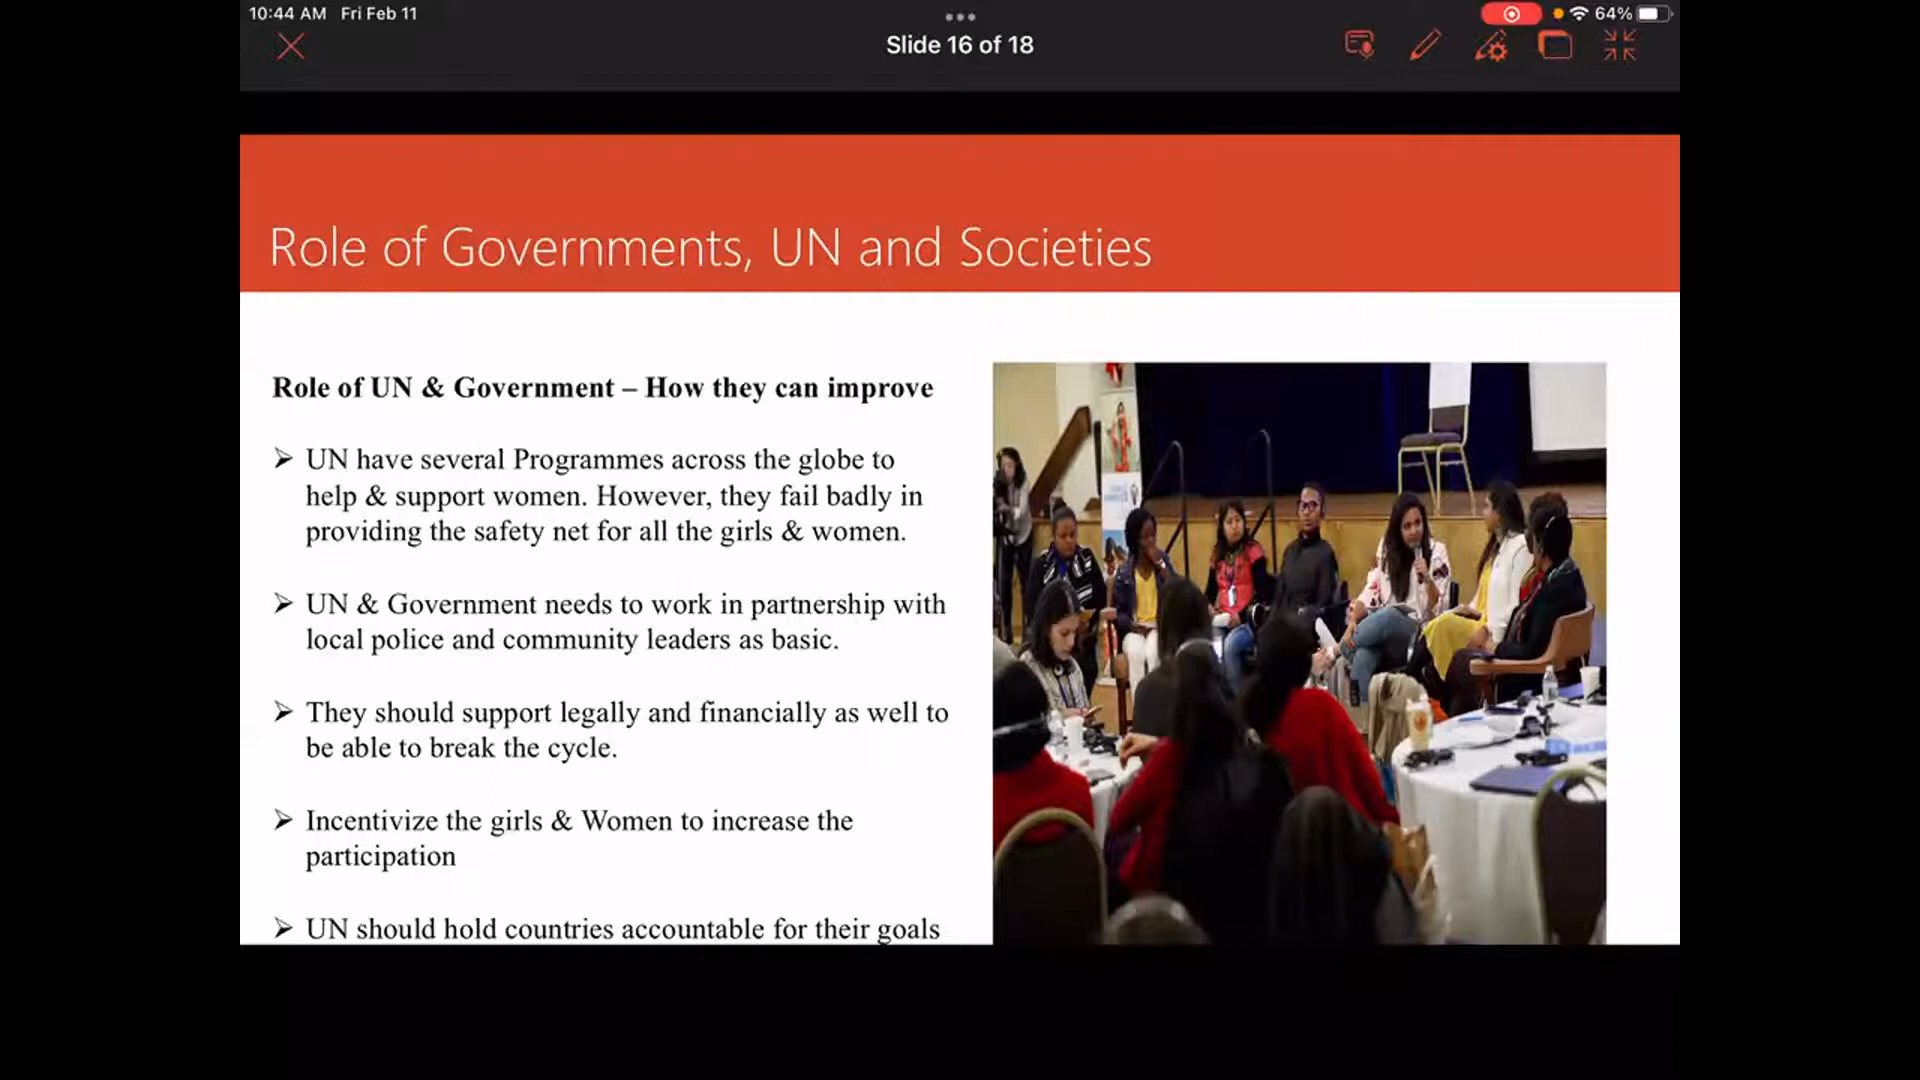 10:44 AM Fri Feb 11
64%
Slide 16 of 18
Role of Governments, UN and Societies
Role of UN & Government – How they can improve
➢ UN have several Programmes across the globe to
help & support women. However, they fail badly in
providing the safety net for all the girls & women.
➢ UN & Government needs to work in partnership with
local police and community leaders as basic.
➢ They should support legally and financially as well to
be able to break the cycle.
➢ Incentivize the girls & Women to increase the
participation
➢ UN should hold countries accountable for their goals